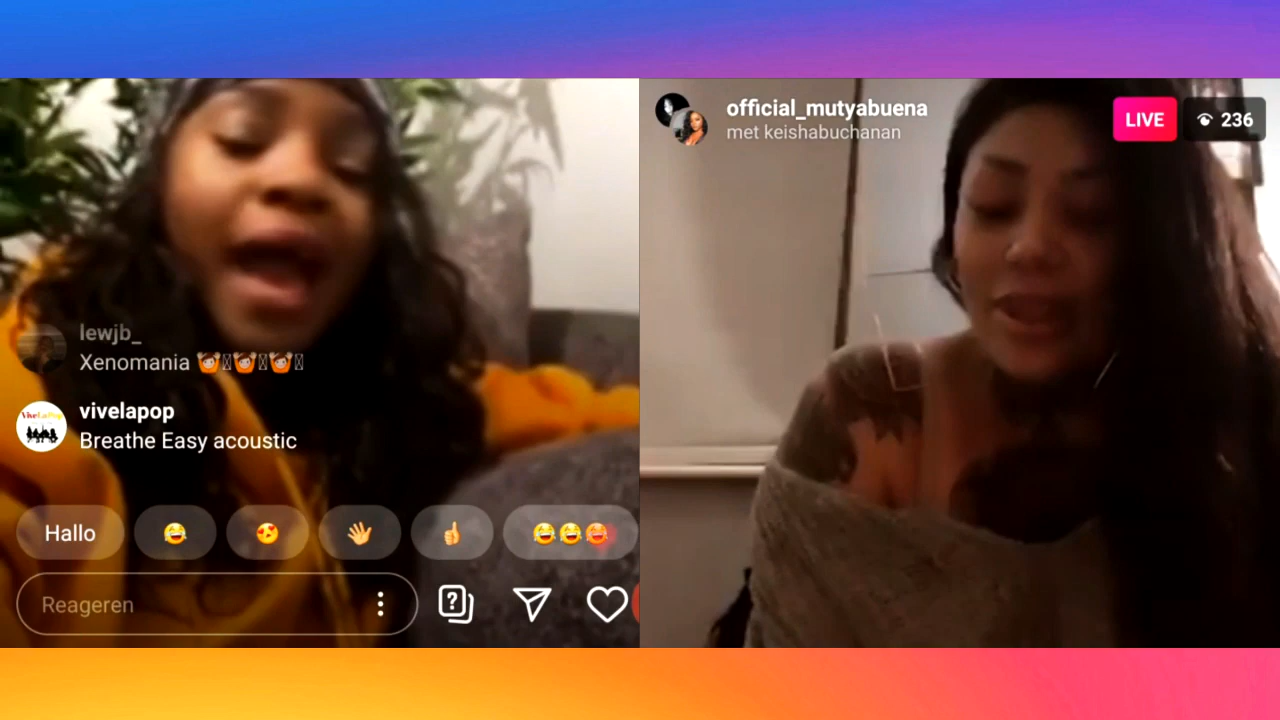 official_mutyabuena
met keishabuchanan
LIVE
236
lewjb_
Xenomania 🙌🙌🙌
vivelapop
Breathe Easy acoustic
Hallo
😂
😍
👋
👍
😂😂😂
Reageren